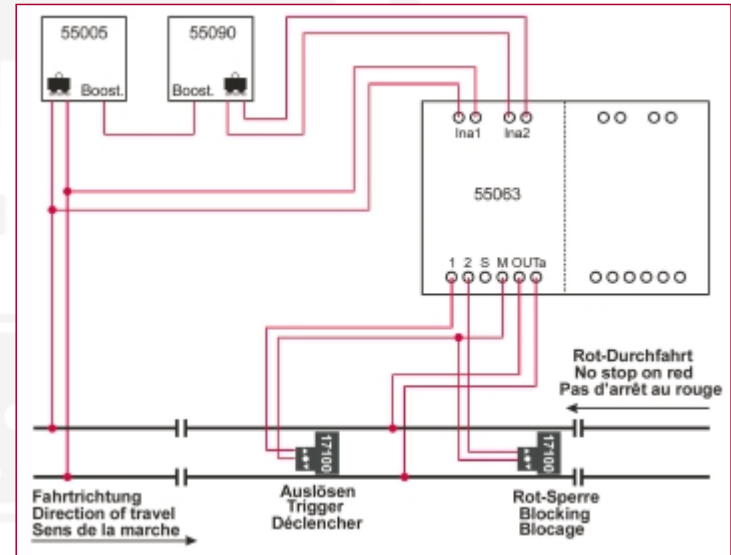 55005
55090
Boost.
Boost.
Ina1
Ina2
55063
1 2 S M OUTa
Rot-Durchfahrt
No stop on red
Pas d'arrêt au rouge
17100
17100
Fahrtrichtung
Direction of travel
Sens de la marche
Auslösen
Trigger
Déclencher
Rot-Sperre
Blocking
Blocage